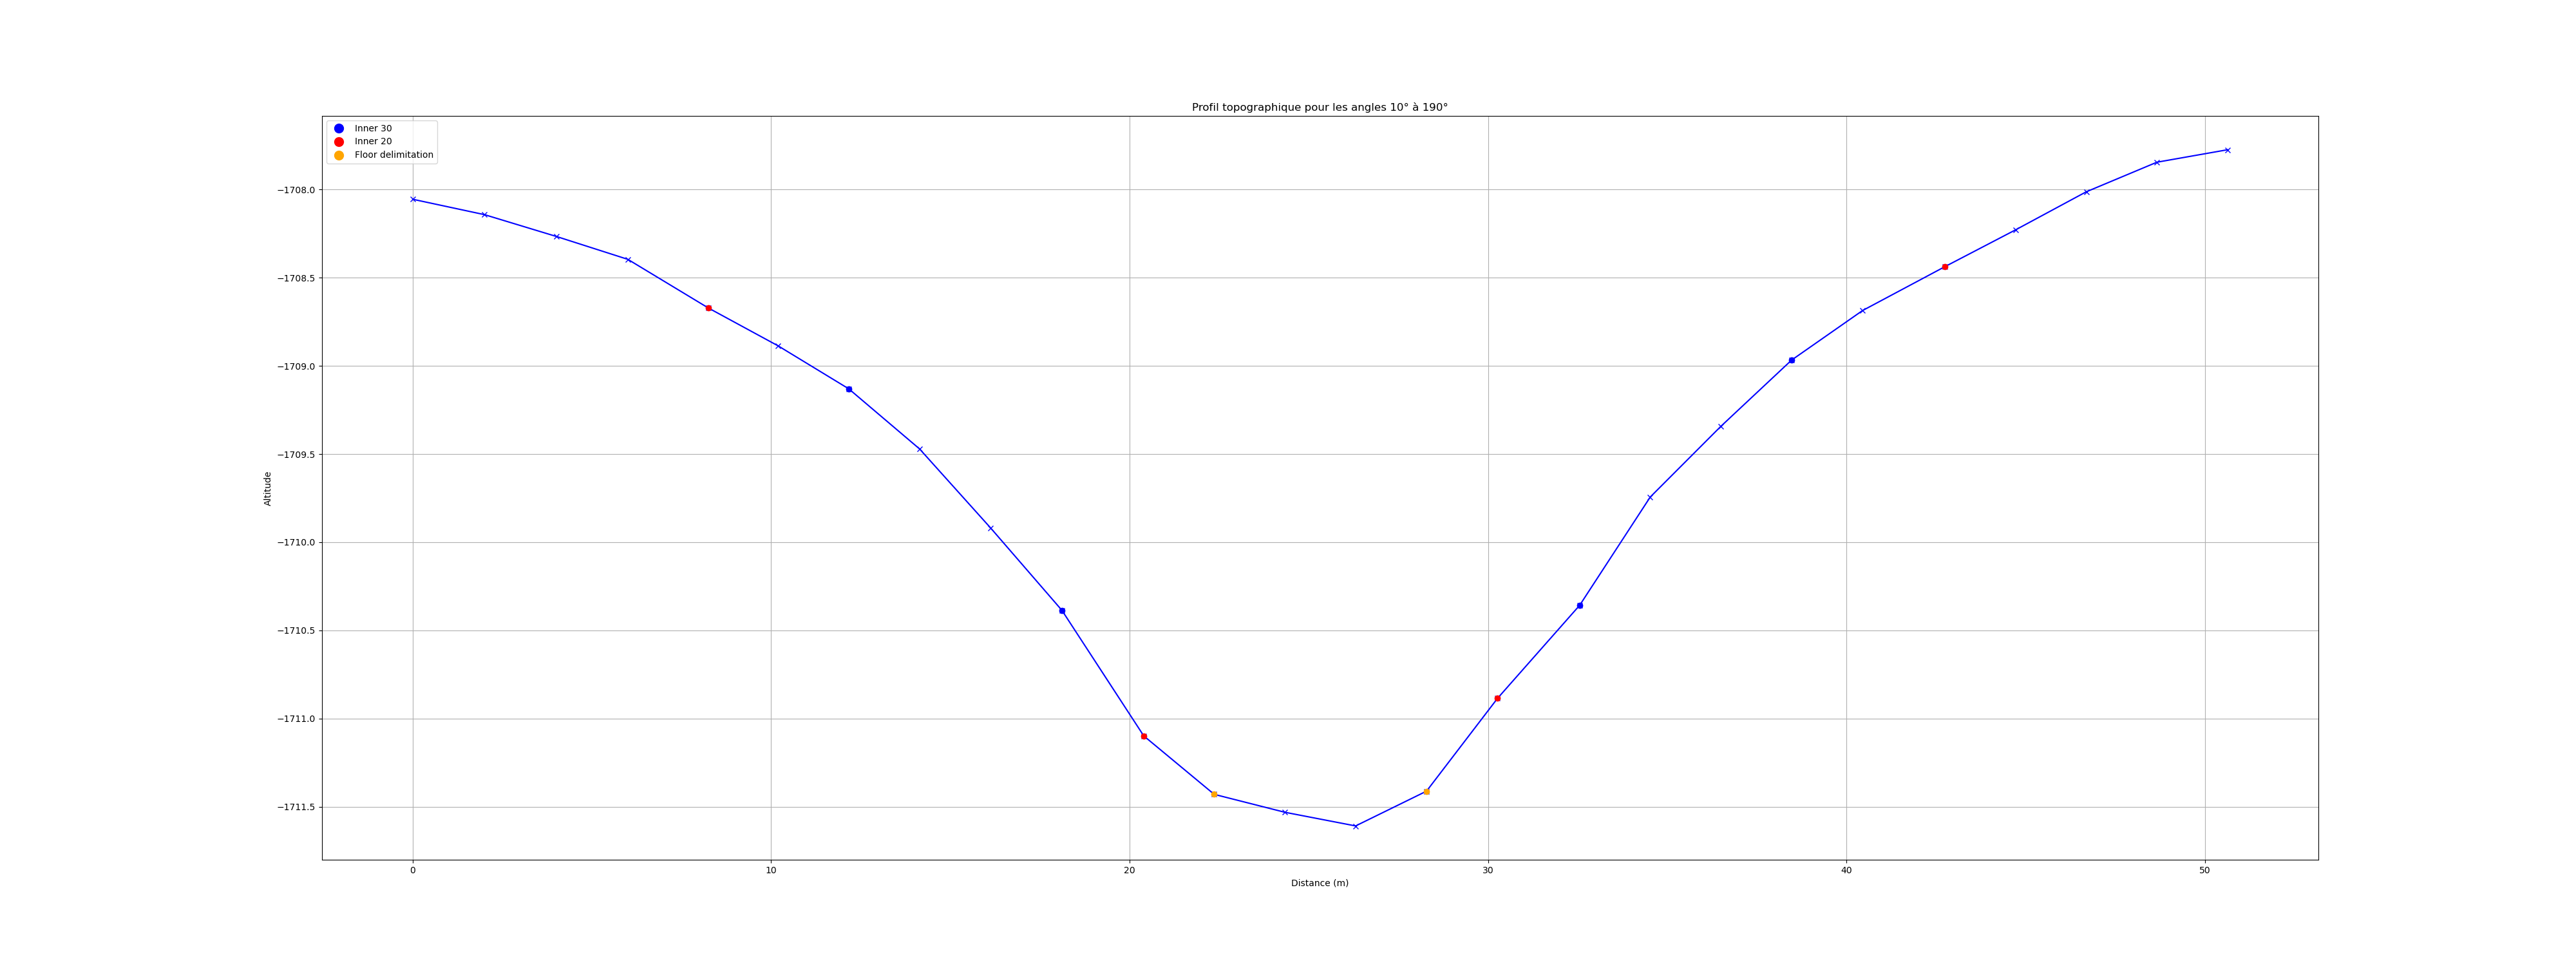 Profil topographique pour les angles 10° à 190°
Inner 30
Inner 20
Floor delimitation
−1708.0
−1708.5
−1709.0
−1709.5
−1710.0
−1710.5
−1711.0
−1711.5
Altitude
0 10 20 30 40 50
Distance (m)